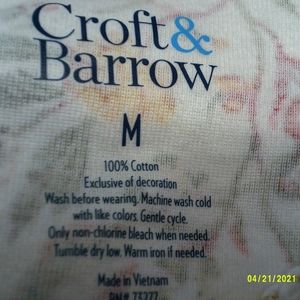 Croft&
Barrow
M
100% Cotton
Exclusive of decoration
Wash before wearing. Machine wash cold
with like colors. Gentle cycle.
Only non-chlorine bleach when needed.
Tumble dry low. Warm iron if needed.
Made in Vietnam
04/21/2021